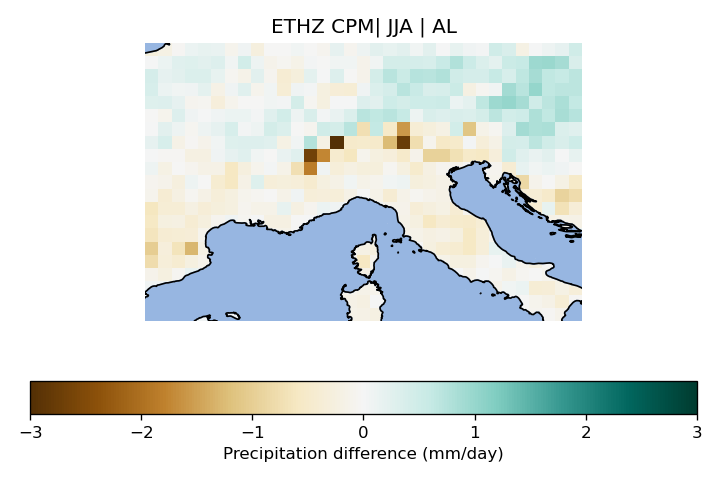 ETHZ CPM| JJA | AL
−3 −2 −1 0 1 2 3
Precipitation difference (mm/day)